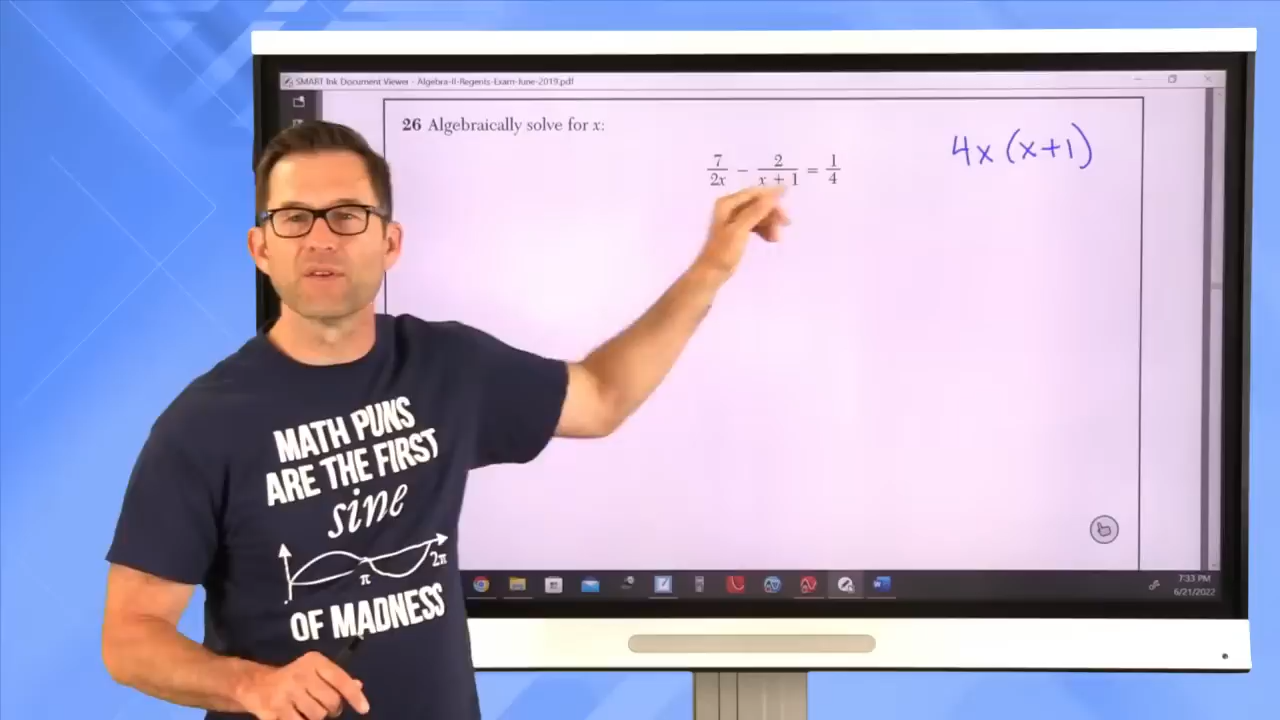 SMART Ink Document Viewer - Algebra-II-Regents-Exam-June-2019.pdf
26 Algebraically solve for x:
7/2x − 2/x + 1 = 1/4
4x (x+1)
MATH PUNS
ARE THE FIRST
sine
π 2π
OF MADNESS
7:33 PM
6/21/2022